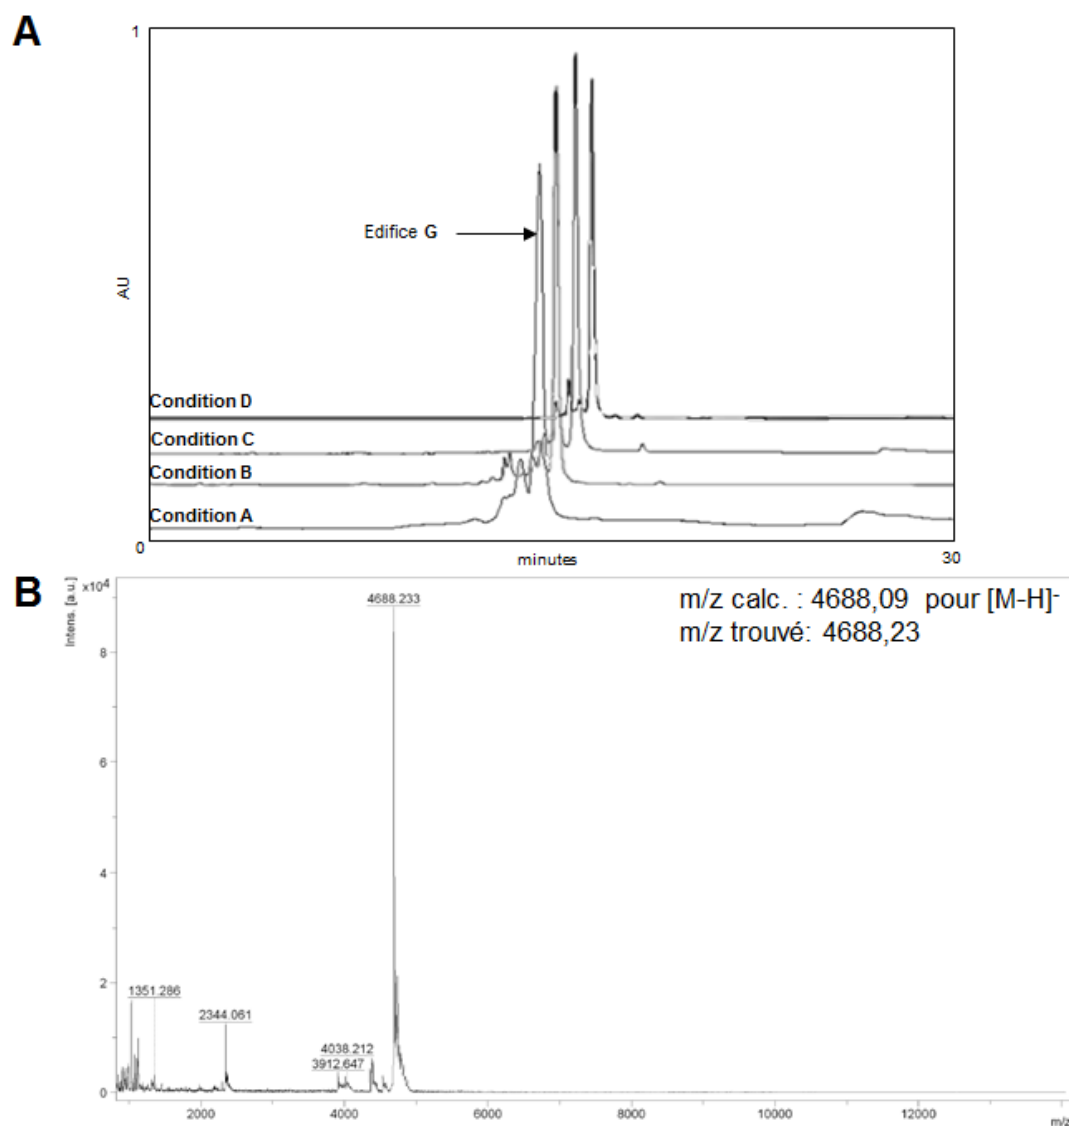 A
1
Edifice G
AU
Condition D
Condition C
Condition B
Condition A
0
minutes
30
B
x10⁴
Intens. [a.u.]
4688.233
m/z calc. : 4688,09 pour [M-H]⁻
m/z trouvé: 4688,23
8
6
4
2
1351.286
2344.061
4038.212
3912.647
0
2000 4000 6000 8000 10000 12000
m/z